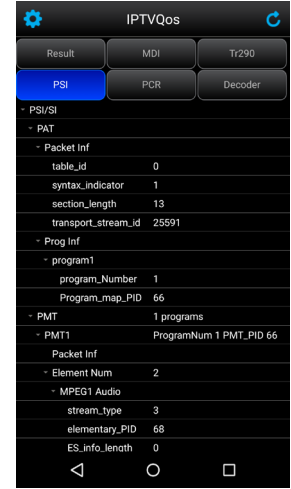 IPTVQos
Result MDI Tr290
PSI PCR Decoder
PSI/SI
PAT
Packet Inf
table_id 0
syntax_indicator 1
section_length 13
transport_stream_id 25591
Prog Inf
program1
program_Number 1
Program_map_PID 66
PMT 1 programs
PMT1 ProgramNum 1 PMT_PID 66
Packet Inf
Element Num 2
MPEG1 Audio
stream_type 3
elementary_PID 68
ES_info_length 0